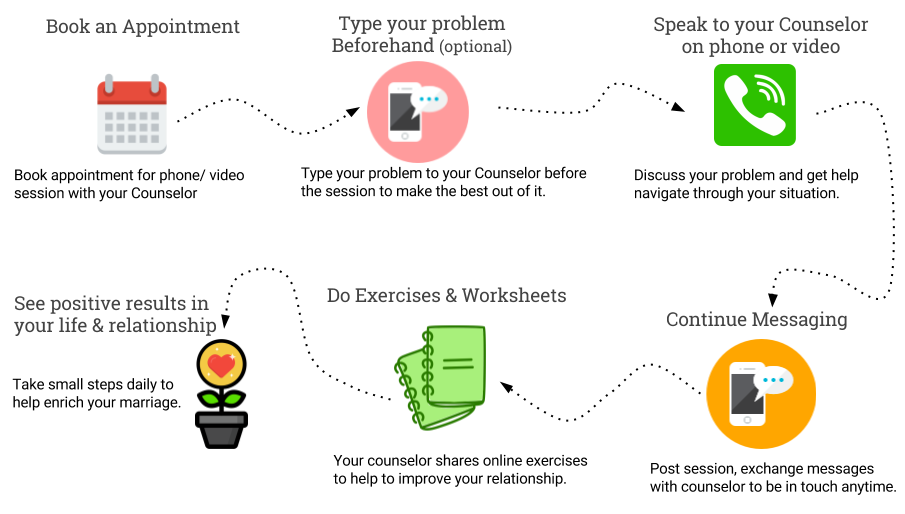 Book an Appointment
Book appointment for phone/ video
session with your Counselor
Type your problem
Beforehand (optional)
Type your problem to your Counselor before
the session to make the best out of it.
Speak to your Counselor
on phone or video
Discuss your problem and get help
navigate through your situation.
Continue Messaging
Post session, exchange messages
with counselor to be in touch anytime.
Do Exercises & Worksheets
Your counselor shares online exercises
to help to improve your relationship.
See positive results in
your life & relationship
Take small steps daily to
help enrich your marriage.